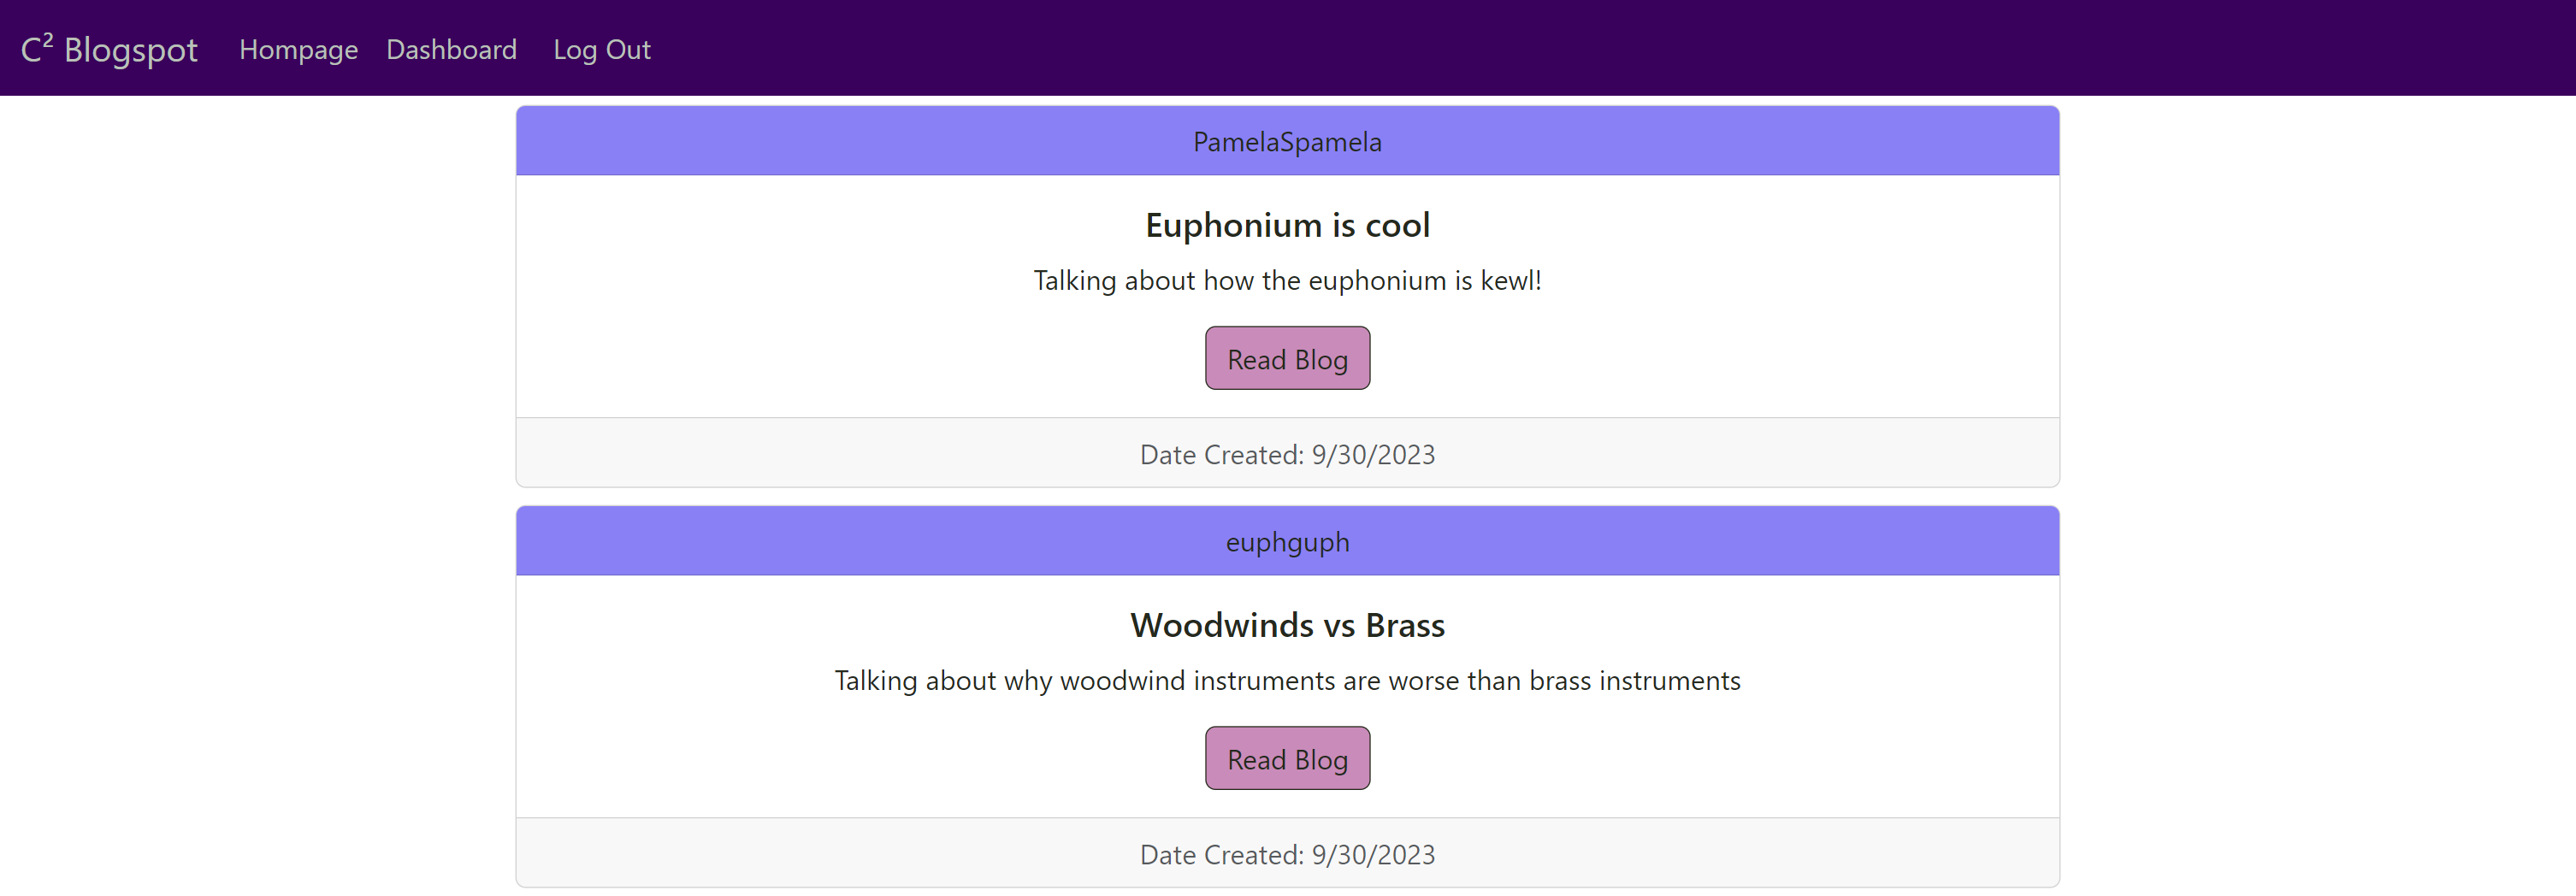 C² Blogspot Hompage Dashboard Log Out
PamelaSpamela
Euphonium is cool
Talking about how the euphonium is kewl!
Read Blog
Date Created: 9/30/2023
euphguph
Woodwinds vs Brass
Talking about why woodwind instruments are worse than brass instruments
Read Blog
Date Created: 9/30/2023